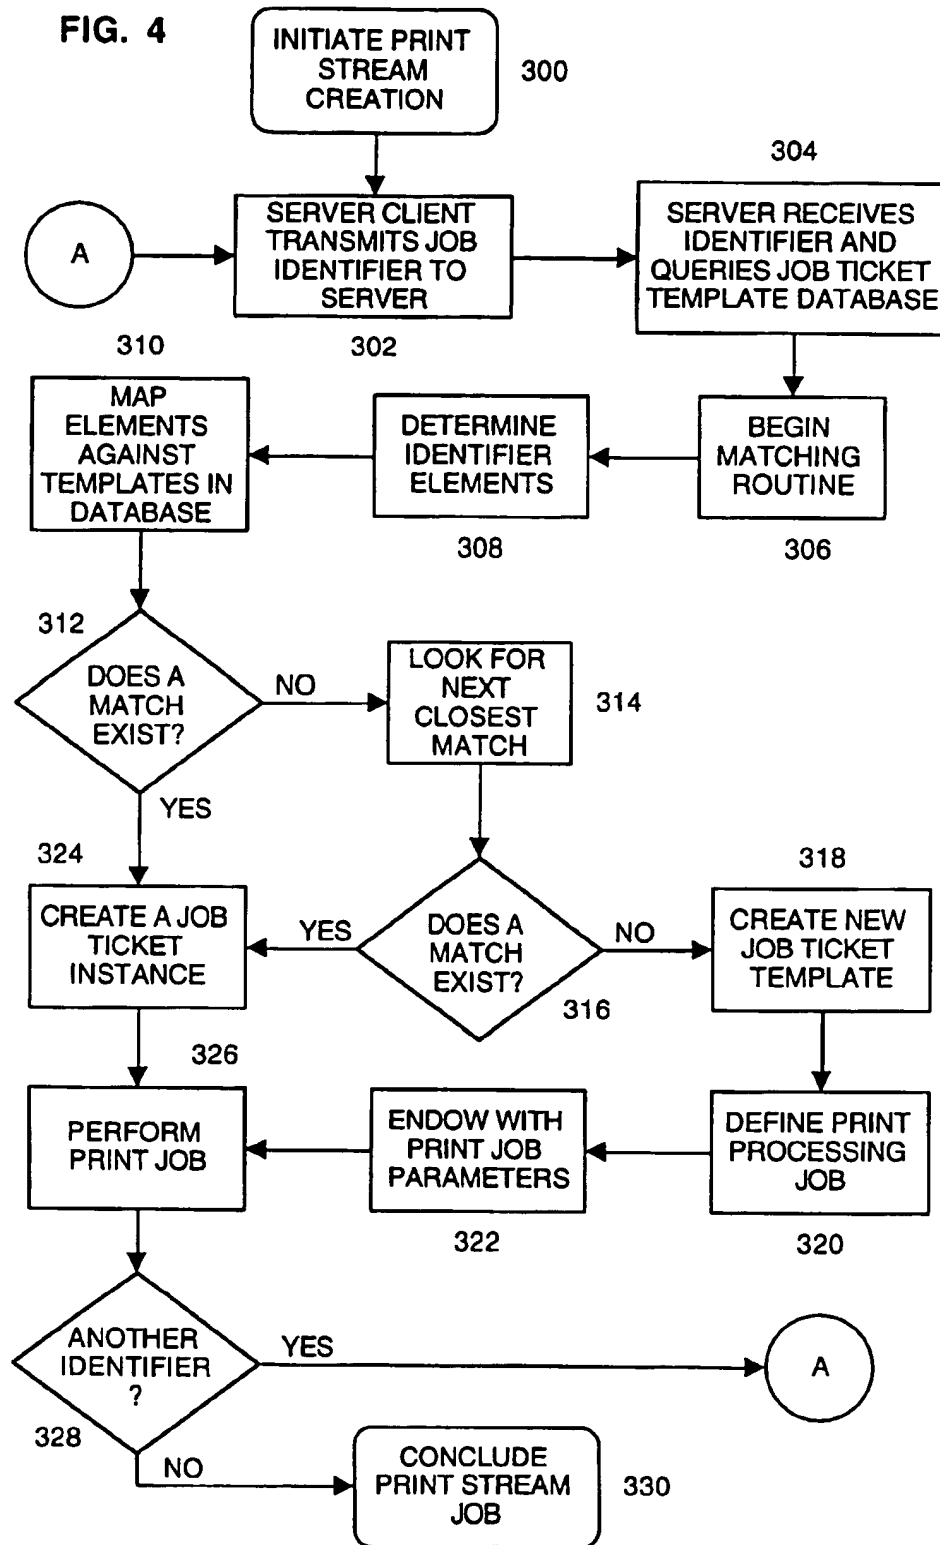 FIG. 4
INITIATE PRINT
STREAM
CREATION
300
304
A
SERVER CLIENT
TRANSMITS JOB
IDENTIFIER TO
SERVER
SERVER RECEIVES
IDENTIFIER AND
QUERIES JOB TICKET
TEMPLATE DATABASE
310
302
MAP
ELEMENTS
AGAINST
TEMPLATES IN
DATABASE
DETERMINE
IDENTIFIER
ELEMENTS
BEGIN
MATCHING
ROUTINE
308
306
312
DOES A
MATCH
EXIST?
NO
LOOK FOR
NEXT
CLOSEST
MATCH
314
YES
324
318
CREATE A JOB
TICKET
INSTANCE
YES
DOES A
MATCH
EXIST?
NO
CREATE NEW
JOB TICKET
TEMPLATE
316
326
PERFORM
PRINT JOB
ENDOW WITH
PRINT JOB
PARAMETERS
DEFINE PRINT
PROCESSING
JOB
322
320
ANOTHER
IDENTIFIER
?
YES
A
328
NO
CONCLUDE
PRINT STREAM
JOB
330